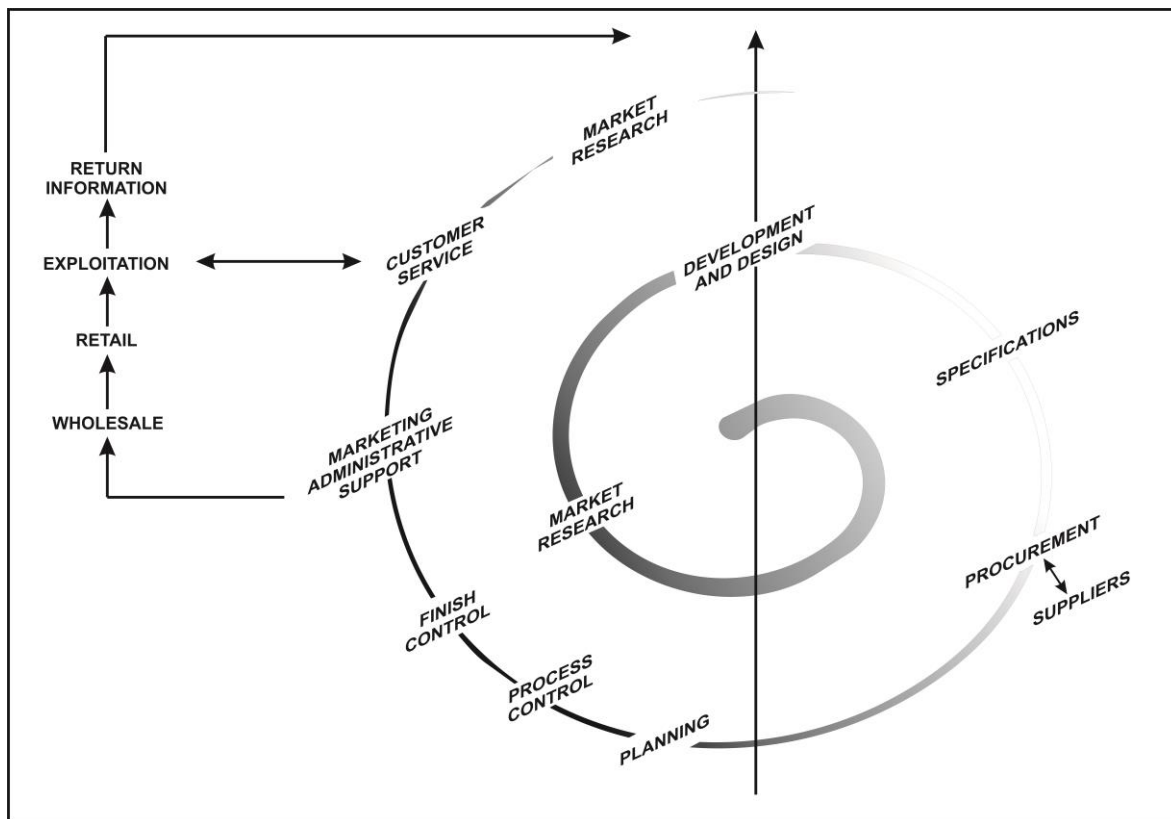 MARKET
RESEARCH
RETURN
INFORMATION
CUSTOMER
SERVICE
DEVELOPMENT
AND DESIGN
EXPLOITATION
RETAIL
SPECIFICATIONS
WHOLESALE
MARKETING
ADMINISTRATIVE
SUPPORT
MARKET
RESEARCH
PROCUREMENT
SUPPLIERS
FINISH
CONTROL
PROCESS
CONTROL
PLANNING